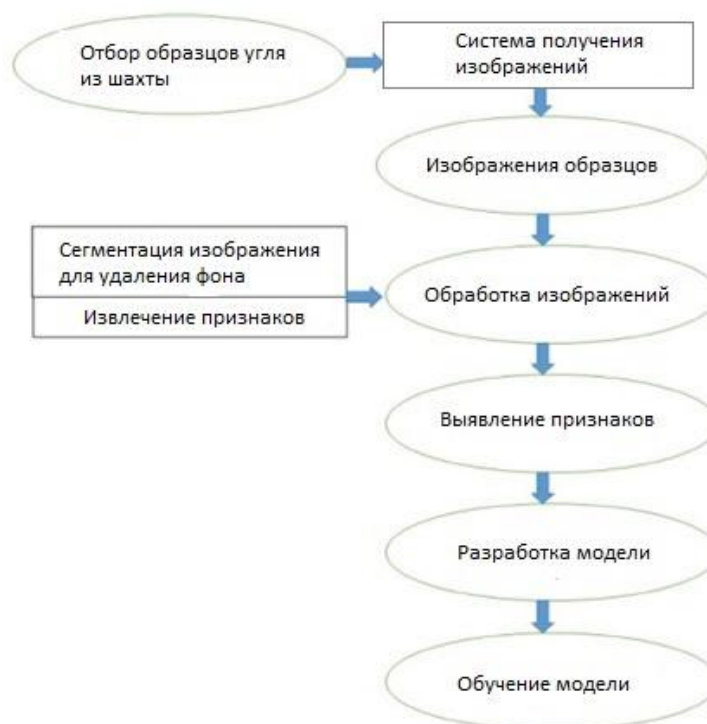 Отбор образцов угля
из шахты
Система получения
изображений
Изображения образцов
Сегментация изображения
для удаления фона
Извлечение признаков
Обработка изображений
Выявление признаков
Разработка модели
Обучение модели